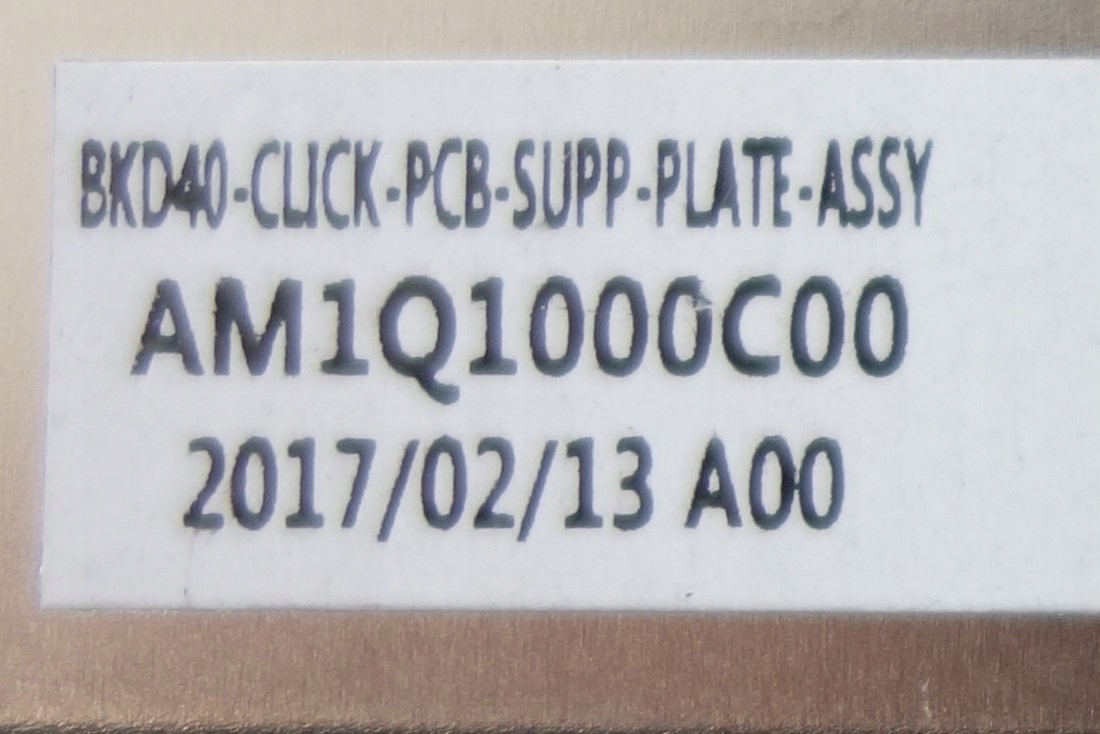 BKD40-CLICK-PCB-SUPP-PLATE-ASSY
AM1Q1000C00
2017/02/13 A00